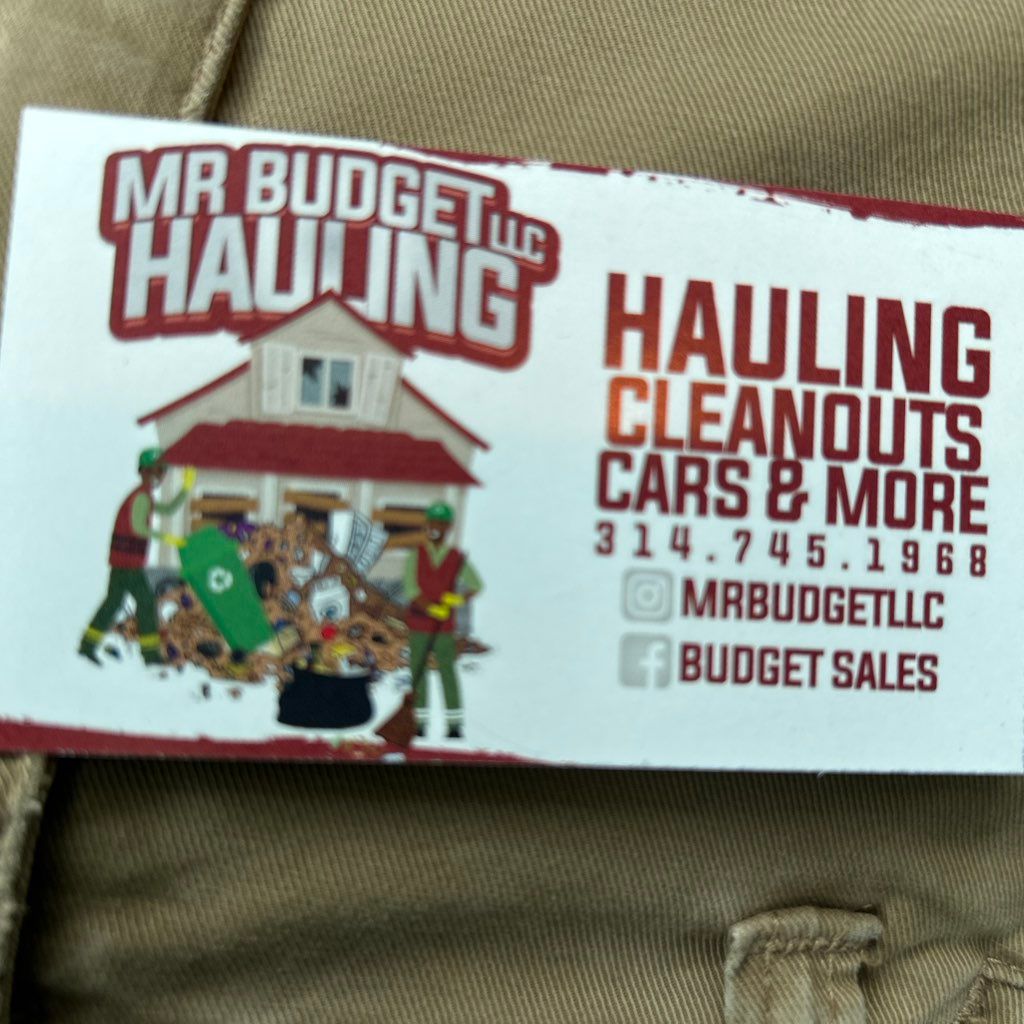 MR BUDGET LLC
HAULING
HAULING
CLEANOUTS
CARS & MORE
314.745.1968
MRBUDGETLLC
BUDGET SALES